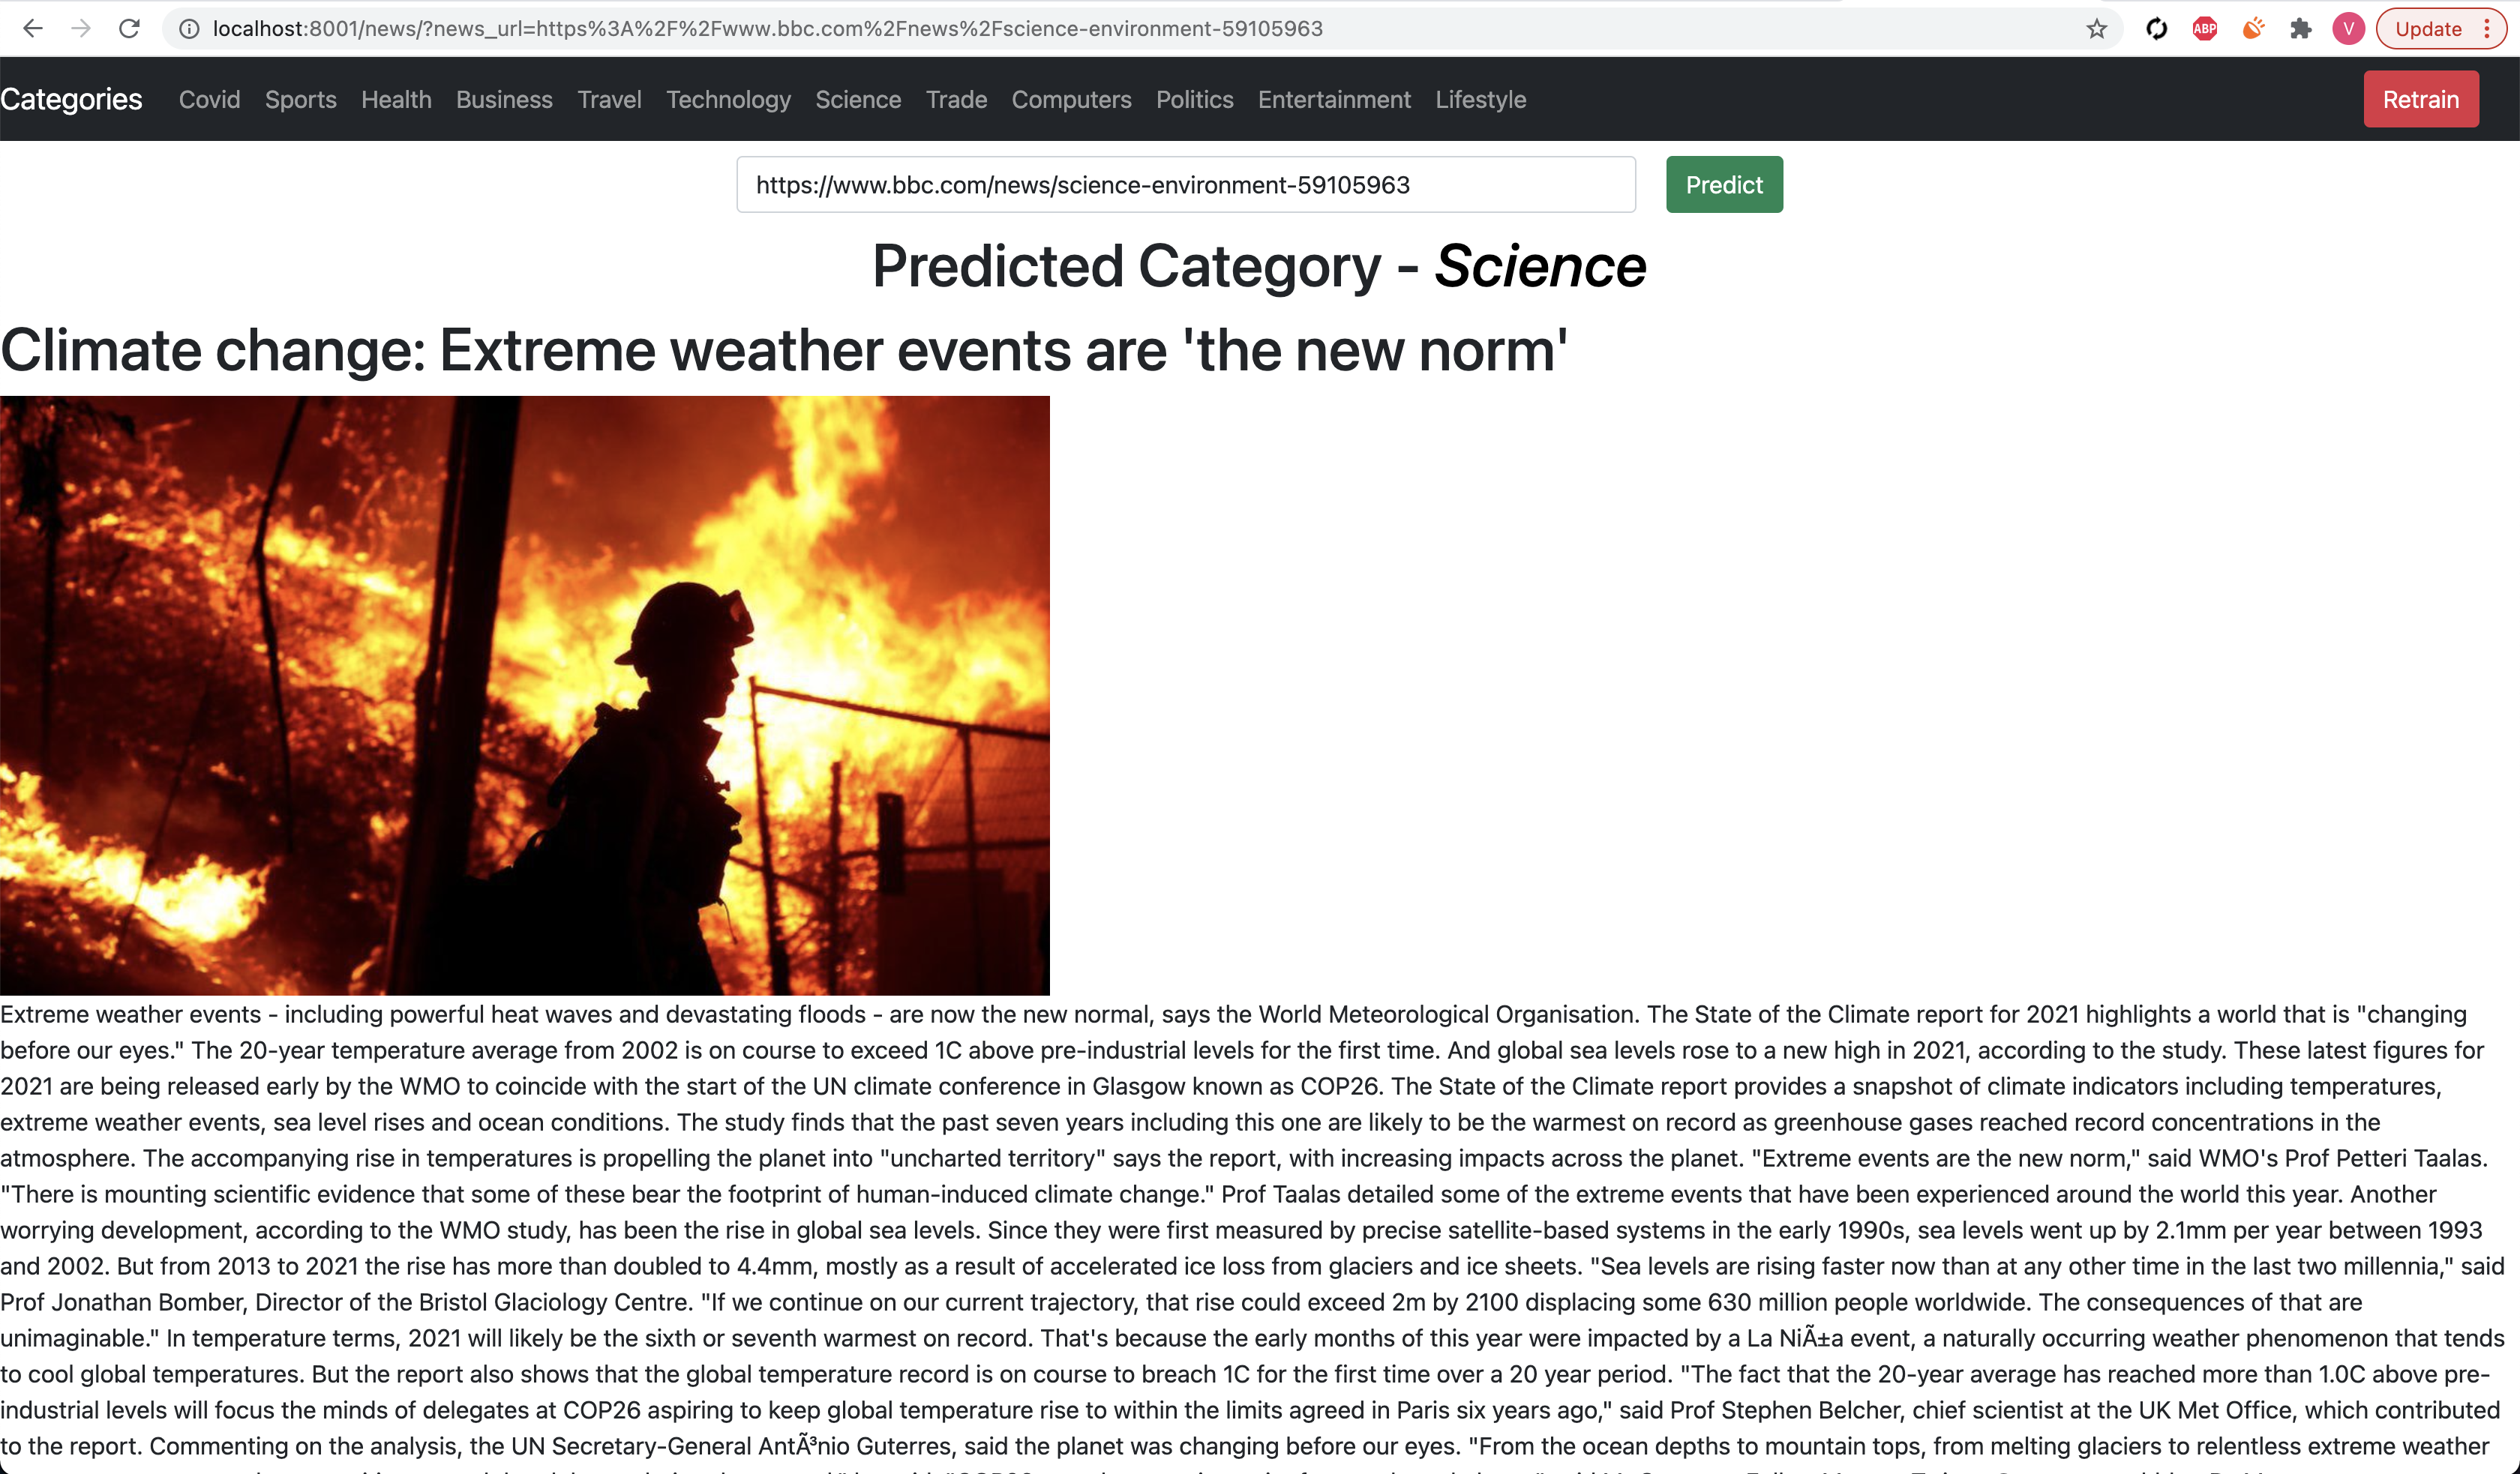 localhost:8001/news/?news_url=https%3A%2F%2Fwww.bbc.com%2Fnews%2Fscience-environment-59105963
ABP
V
Update
Categories Covid Sports Health Business Travel Technology Science Trade Computers Politics Entertainment Lifestyle Retrain
https://www.bbc.com/news/science-environment-59105963 Predict
Predicted Category - Science
Climate change: Extreme weather events are 'the new norm'
Extreme weather events - including powerful heat waves and devastating floods - are now the new normal, says the World Meteorological Organisation. The State of the Climate report for 2021 highlights a world that is "changing
before our eyes." The 20-year temperature average from 2002 is on course to exceed 1C above pre-industrial levels for the first time. And global sea levels rose to a new high in 2021, according to the study. These latest figures for
2021 are being released early by the WMO to coincide with the start of the UN climate conference in Glasgow known as COP26. The State of the Climate report provides a snapshot of climate indicators including temperatures,
extreme weather events, sea level rises and ocean conditions. The study finds that the past seven years including this one are likely to be the warmest on record as greenhouse gases reached record concentrations in the
atmosphere. The accompanying rise in temperatures is propelling the planet into "uncharted territory" says the report, with increasing impacts across the planet. "Extreme events are the new norm," said WMO's Prof Petteri Taalas.
"There is mounting scientific evidence that some of these bear the footprint of human-induced climate change." Prof Taalas detailed some of the extreme events that have been experienced around the world this year. Another
worrying development, according to the WMO study, has been the rise in global sea levels. Since they were first measured by precise satellite-based systems in the early 1990s, sea levels went up by 2.1mm per year between 1993
and 2002. But from 2013 to 2021 the rise has more than doubled to 4.4mm, mostly as a result of accelerated ice loss from glaciers and ice sheets. "Sea levels are rising faster now than at any other time in the last two millennia," said
Prof Jonathan Bomber, Director of the Bristol Glaciology Centre. "If we continue on our current trajectory, that rise could exceed 2m by 2100 displacing some 630 million people worldwide. The consequences of that are
unimaginable." In temperature terms, 2021 will likely be the sixth or seventh warmest on record. That's because the early months of this year were impacted by a La NiÃ±a event, a naturally occurring weather phenomenon that tends
to cool global temperatures. But the report also shows that the global temperature record is on course to breach 1C for the first time over a 20 year period. "The fact that the 20-year average has reached more than 1.0C above pre-
industrial levels will focus the minds of delegates at COP26 aspiring to keep global temperature rise to within the limits agreed in Paris six years ago," said Prof Stephen Belcher, chief scientist at the UK Met Office, which contributed
to the report. Commenting on the analysis, the UN Secretary-General AntÃ³nio Guterres, said the planet was changing before our eyes. "From the ocean depths to mountain tops, from melting glaciers to relentless extreme weather